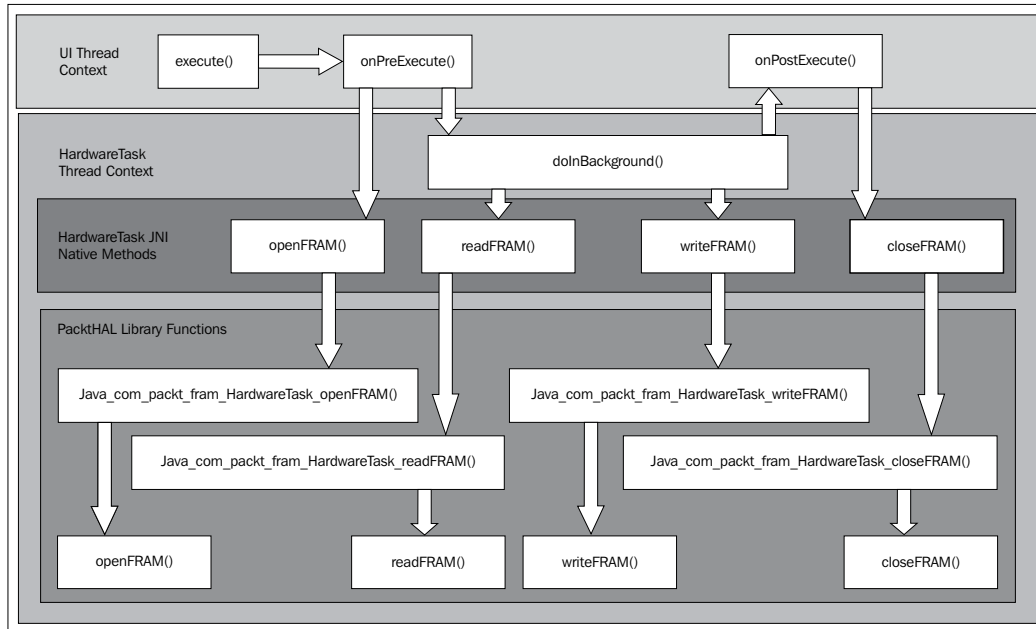 UI Thread
Context
execute()
onPreExecute()
onPostExecute()
HardwareTask
Thread Context
doInBackground()
HardwareTask JNI
Native Methods
openFRAM()
readFRAM()
writeFRAM()
closeFRAM()
PacktHAL Library Functions
Java_com_packt_fram_HardwareTask_openFRAM()
Java_com_packt_fram_HardwareTask_writeFRAM()
Java_com_packt_fram_HardwareTask_readFRAM()
Java_com_packt_fram_HardwareTask_closeFRAM()
openFRAM()
readFRAM()
writeFRAM()
closeFRAM()